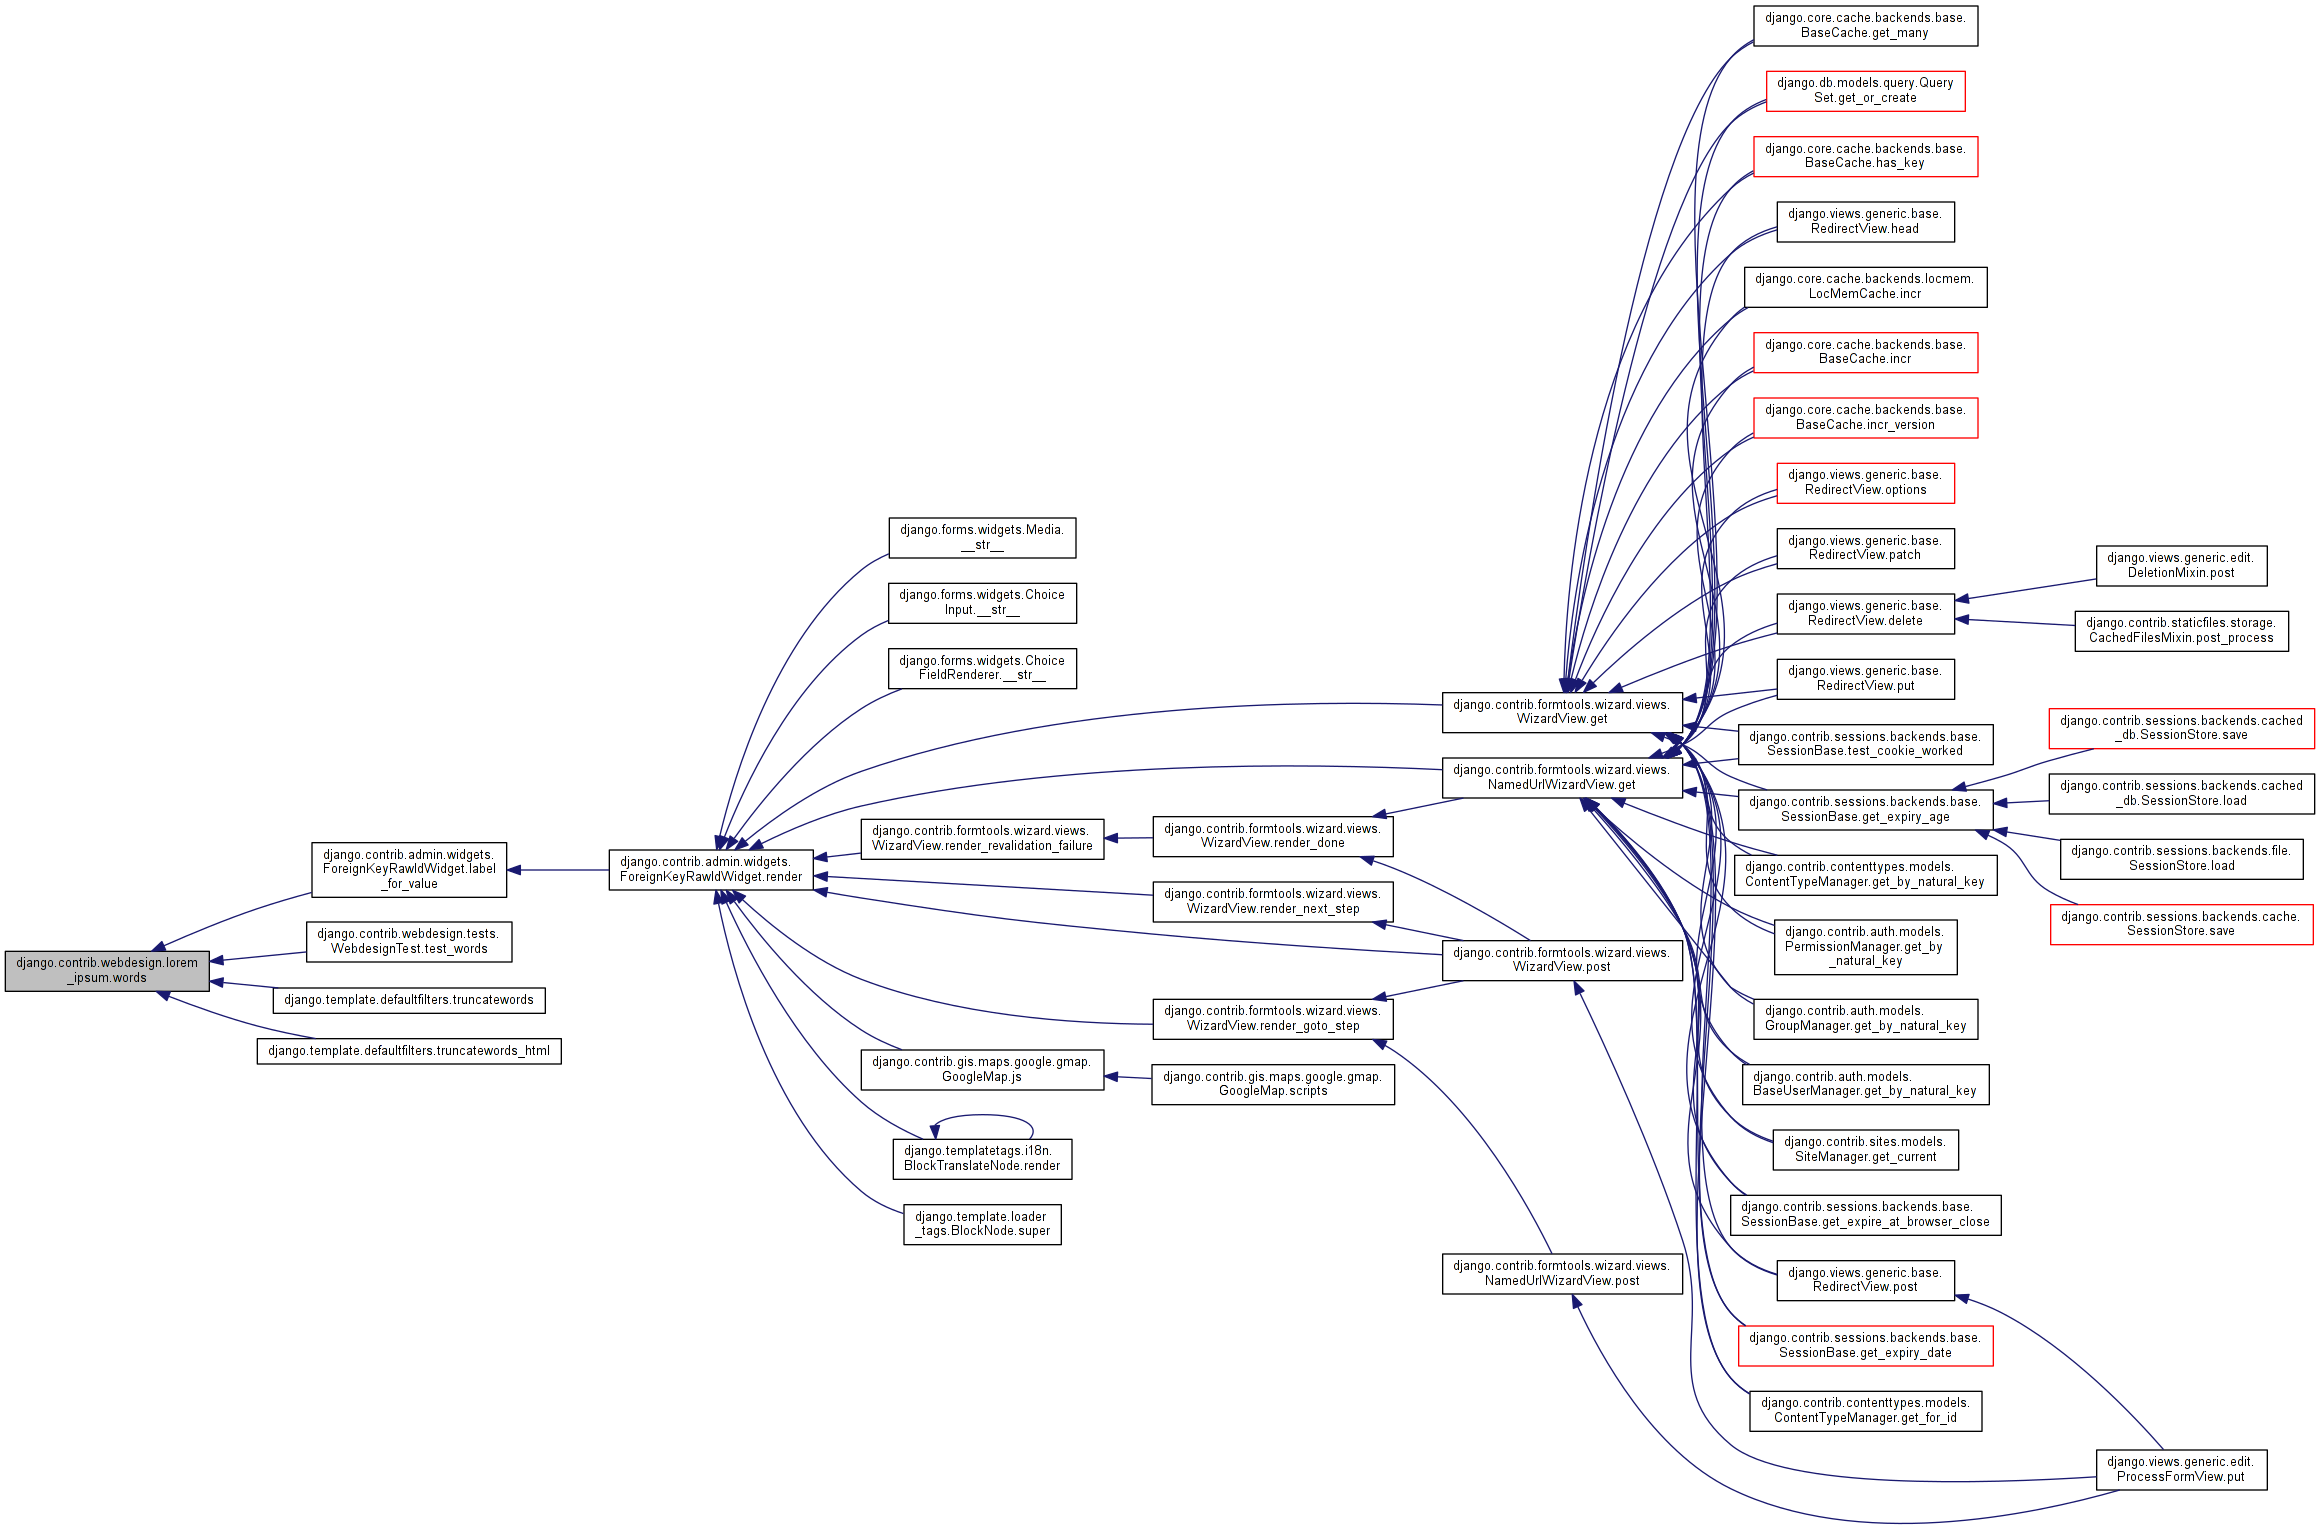 django.contrib.webdesign.lorem
_ipsum.words
django.contrib.admin.widgets.
ForeignKeyRawIdWidget.label
_for_value
django.contrib.webdesign.tests.
WebdesignTest.test_words
django.template.defaultfilters.truncatewords
django.template.defaultfilters.truncatewords_html
django.contrib.admin.widgets.
ForeignKeyRawIdWidget.render
django.forms.widgets.Media.
__str__
django.forms.widgets.Choice
Input.__str__
django.forms.widgets.Choice
FieldRenderer.__str__
django.contrib.formtools.wizard.views.
WizardView.render_revalidation_failure
django.contrib.gis.maps.google.gmap.
GoogleMap.js
django.templatetags.i18n.
BlockTranslateNode.render
django.template.loader
_tags.BlockNode.super
django.contrib.formtools.wizard.views.
WizardView.render_done
django.contrib.formtools.wizard.views.
WizardView.render_next_step
django.contrib.formtools.wizard.views.
WizardView.render_goto_step
django.contrib.gis.maps.google.gmap.
GoogleMap.scripts
django.contrib.formtools.wizard.views.
WizardView.get
django.contrib.formtools.wizard.views.
NamedUrlWizardView.get
django.contrib.formtools.wizard.views.
WizardView.post
django.contrib.formtools.wizard.views.
NamedUrlWizardView.post
django.core.cache.backends.base.
BaseCache.get_many
django.db.models.query.Query
Set.get_or_create
django.core.cache.backends.base.
BaseCache.has_key
django.views.generic.base.
RedirectView.head
django.core.cache.backends.locmem.
LocMemCache.incr
django.core.cache.backends.base.
BaseCache.incr
django.core.cache.backends.base.
BaseCache.incr_version
django.views.generic.base.
RedirectView.options
django.views.generic.base.
RedirectView.patch
django.views.generic.base.
RedirectView.delete
django.views.generic.base.
RedirectView.put
django.contrib.sessions.backends.base.
SessionBase.test_cookie_worked
django.contrib.sessions.backends.base.
SessionBase.get_expiry_age
django.contrib.contenttypes.models.
ContentTypeManager.get_by_natural_key
django.contrib.auth.models.
PermissionManager.get_by
_natural_key
django.contrib.auth.models.
GroupManager.get_by_natural_key
django.contrib.auth.models.
BaseUserManager.get_by_natural_key
django.contrib.sites.models.
SiteManager.get_current
django.contrib.sessions.backends.base.
SessionBase.get_expire_at_browser_close
django.views.generic.base.
RedirectView.post
django.contrib.sessions.backends.base.
SessionBase.get_expiry_date
django.contrib.contenttypes.models.
ContentTypeManager.get_for_id
django.views.generic.edit.
DeletionMixin.post
django.contrib.staticfiles.storage.
CachedFilesMixin.post_process
django.contrib.sessions.backends.cached
_db.SessionStore.save
django.contrib.sessions.backends.cached
_db.SessionStore.load
django.contrib.sessions.backends.file.
SessionStore.load
django.contrib.sessions.backends.cache.
SessionStore.save
django.views.generic.edit.
ProcessFormView.put